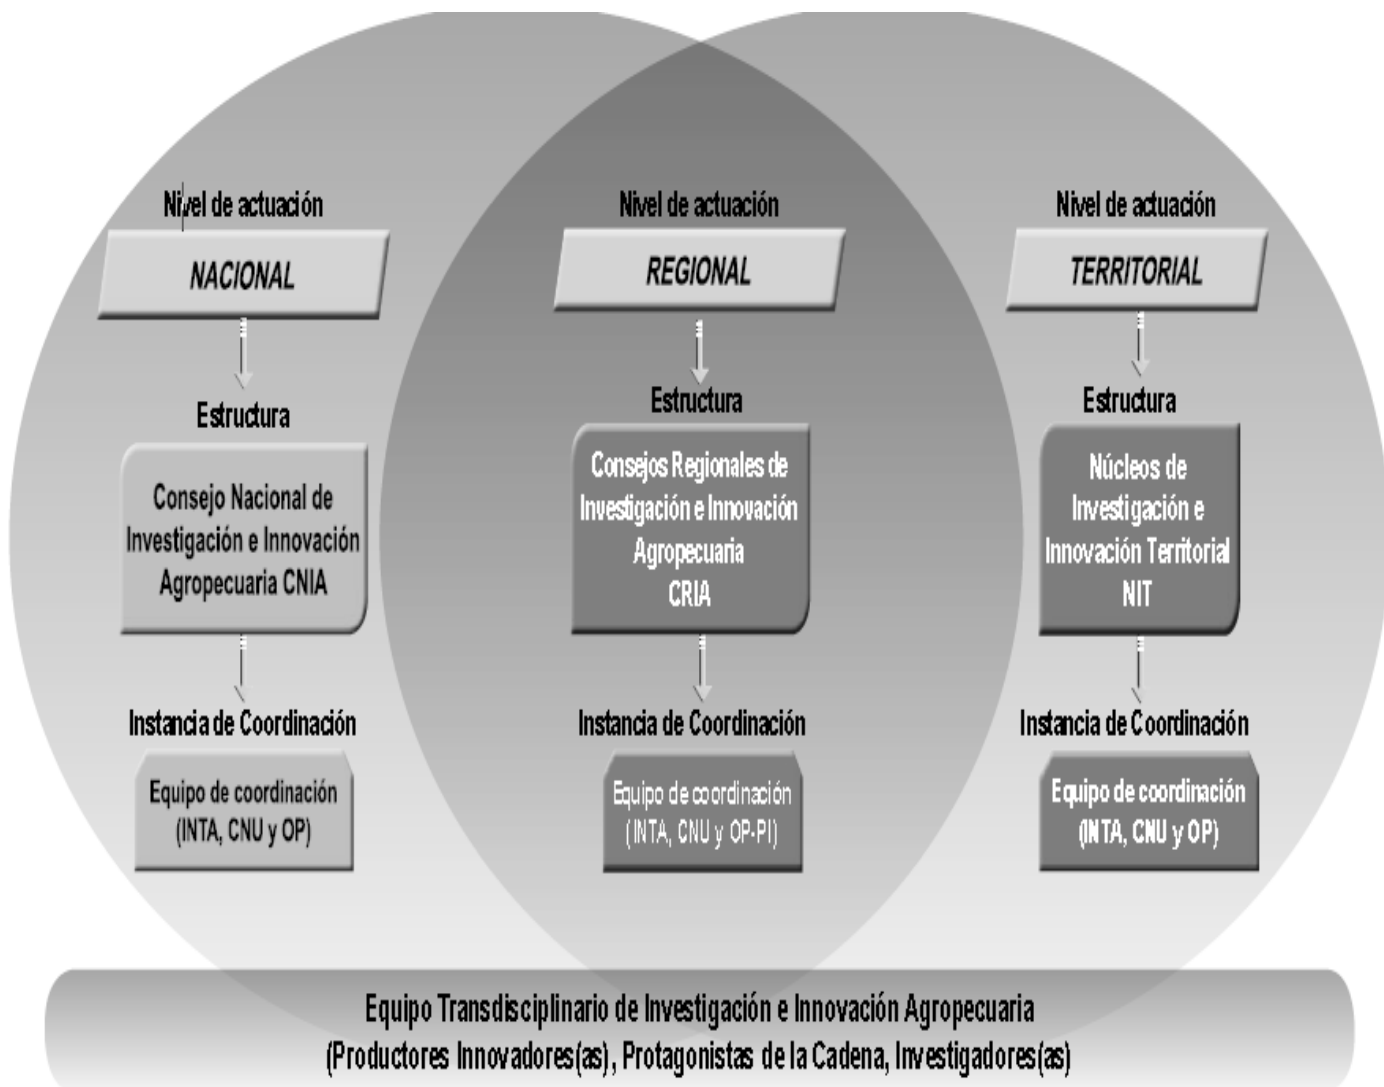 Nivel de actuación
NACIONAL
Estructura
Consejo Nacional de
Investigación e Innovación
Agropecuaria CNIA
Instancia de Coordinación
Equipo de coordinación
(INTA, CNU y OP)
Nivel de actuación
REGIONAL
Estructura
Consejos Regionales de
Investigación e Innovación
Agropecuaria
CRIA
Instancia de Coordinación
Equipo de coordinación
(INTA, CNU y OP-PI)
Nivel de actuación
TERRITORIAL
Estructura
Núcleos de
Investigación e
Innovación Territorial
NIT
Instancia de Coordinación
Equipo de coordinación
(INTA, CNU y OP)
Equipo Transdisciplinario de Investigación e Innovación Agropecuaria
(Productores Innovadores(as), Protagonistas de la Cadena, Investigadores(as)